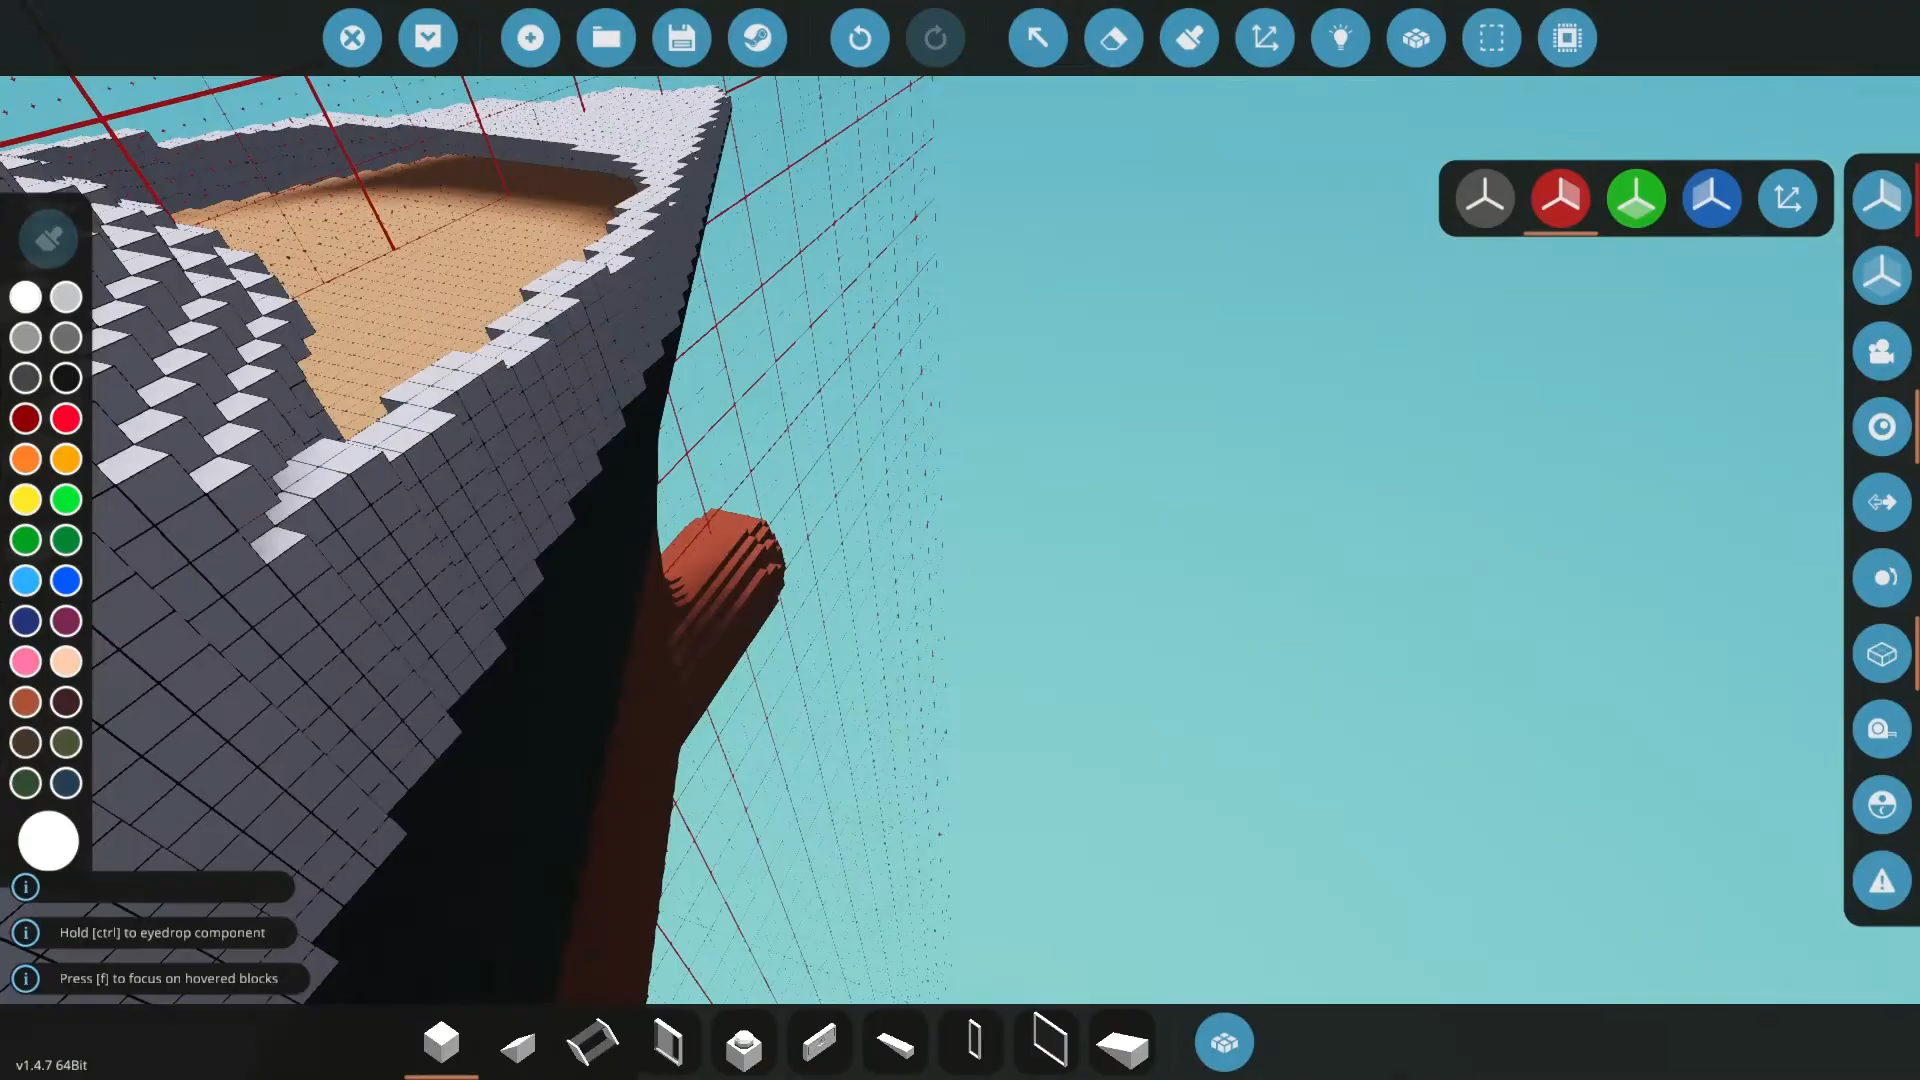 Hold [ctrl] to eyedrop component
Press [f] to focus on hovered blocks
v1.4.7 64Bit